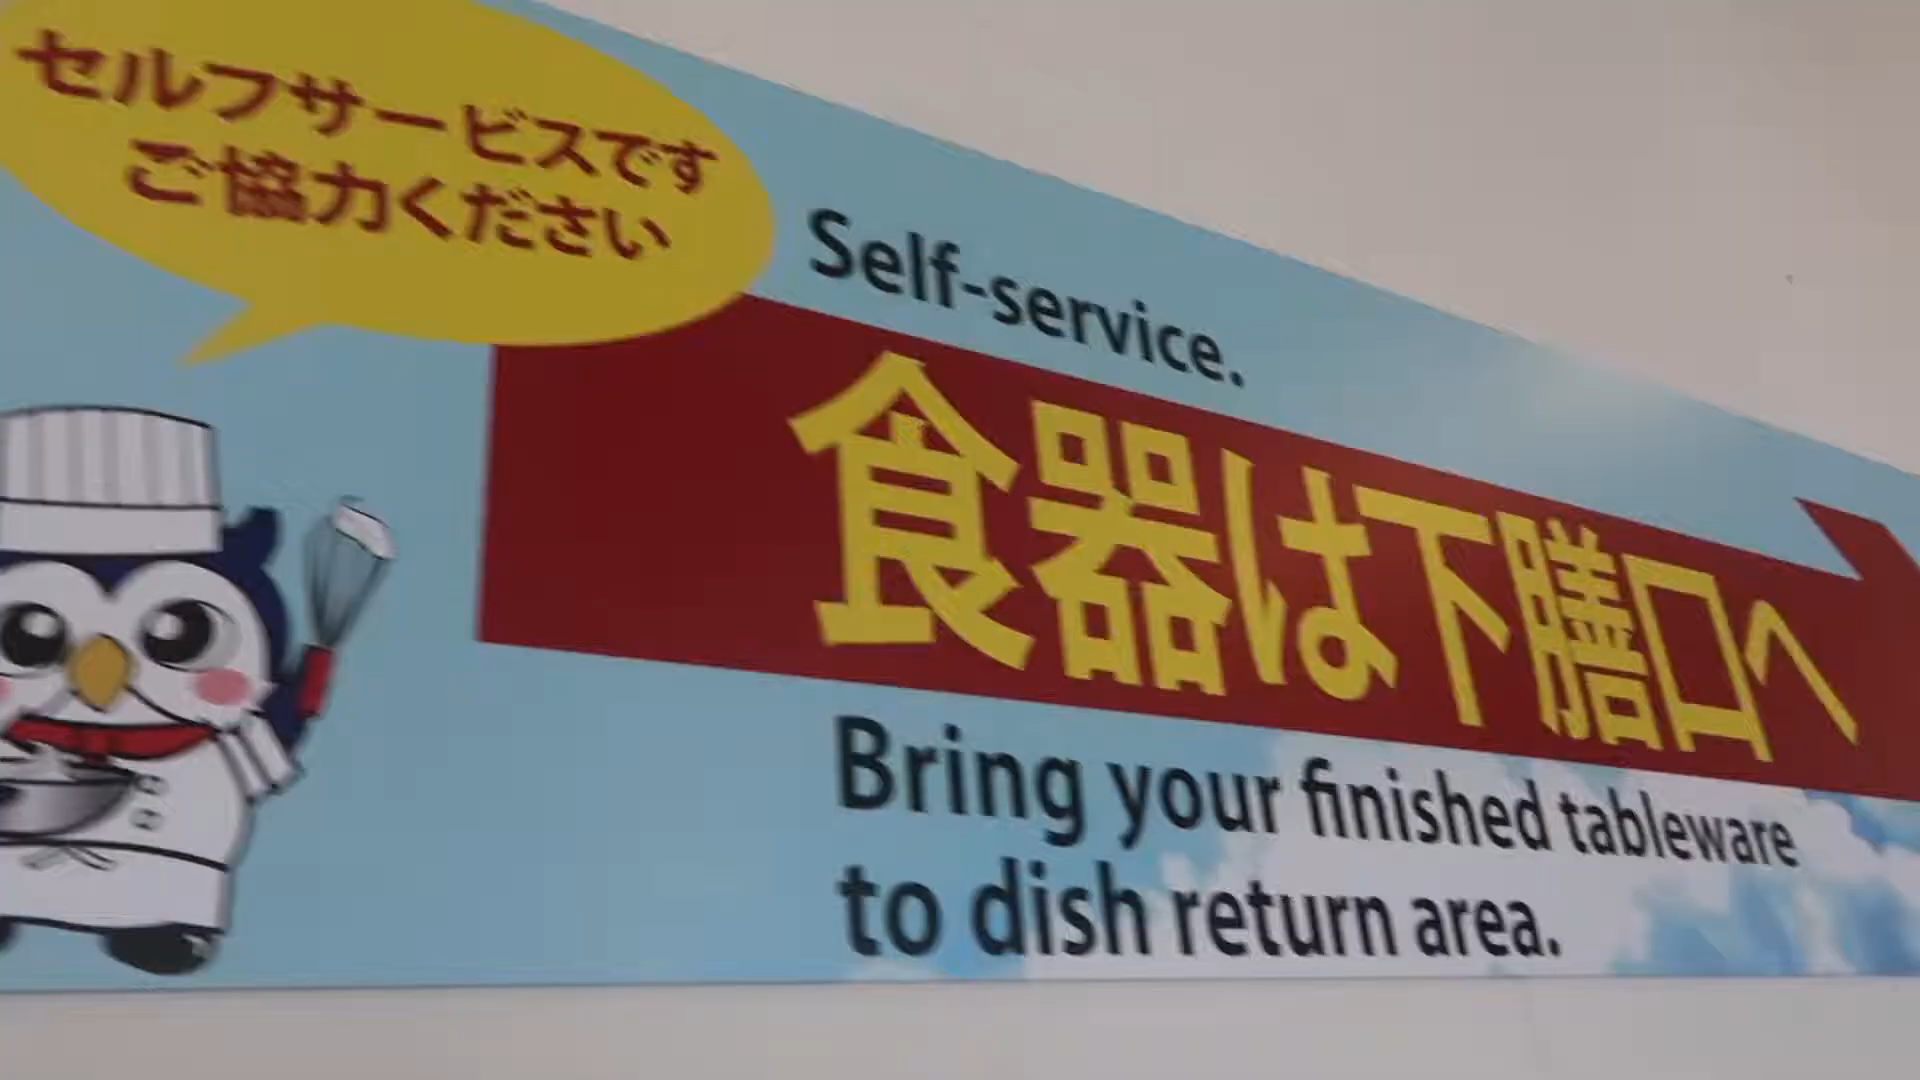 セルフサービスです
ご協力ください
Self-service.
食器は下膳口へ
Bring your finished tableware
to dish return area.